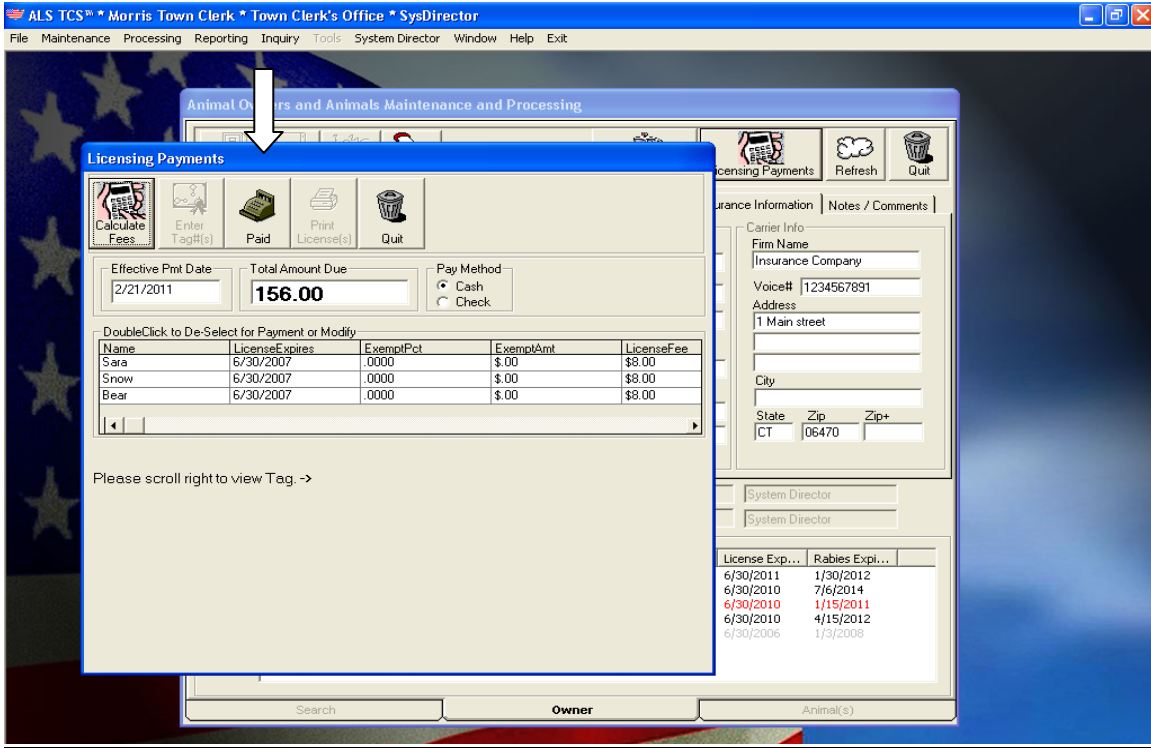 ALS TCS™ * Morris Town Clerk * Town Clerk's Office * SysDirector
File Maintenance Processing Reporting Inquiry Tools System Director Window Help Exit
Animal Ow ers and Animals Maintenance and Processing
icensing Payments Refresh Quit
Licensing Payments
Calculate Fees
Enter Tag#(s)
Paid
Print License(s)
Quit
urance Information Notes / Comments
Effective Pmt Date Total Amount Due Pay Method
2/21/2011 156.00
Cash
Check
Carrier Info
Firm Name
Insurance Company
Voice# 1234567891
Address
1 Main street
City
State Zip Zip+
CT 06470
DoubleClick to De-Select for Payment or Modify
Name LicenseExpires ExemptPct ExemptAmt LicenseFee
Sara 6/30/2007 .0000 $.00 $8.00
Snow 6/30/2007 .0000 $.00 $8.00
Bear 6/30/2007 .0000 $.00 $8.00
Please scroll right to view Tag. ->
System Director
System Director
License Exp... Rabies Expi...
6/30/2011 1/30/2012
6/30/2010 7/6/2014
6/30/2010 1/15/2011
6/30/2010 4/15/2012
6/30/2006 1/3/2008
Search Owner Animal(s)